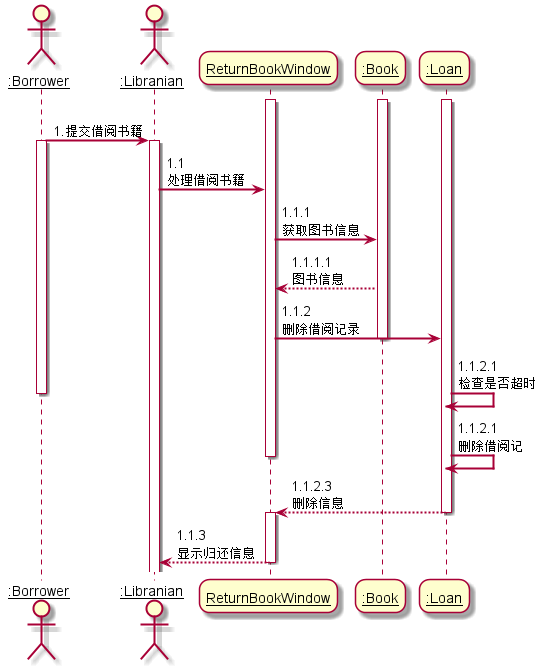 :Borrower
:Librarian
ReturnBookWindow
:Book
:Loan
1.提交借阅书籍
1.1
处理借阅书籍
1.1.1
获取图书信息
1.1.1.1
图书信息
1.1.2
删除借阅记录
1.1.2.1
检查是否超时
1.1.2.1
删除借阅记
1.1.2.3
删除信息
1.1.3
显示归还信息
:Borrower
:Librarian
ReturnBookWindow
:Book
:Loan